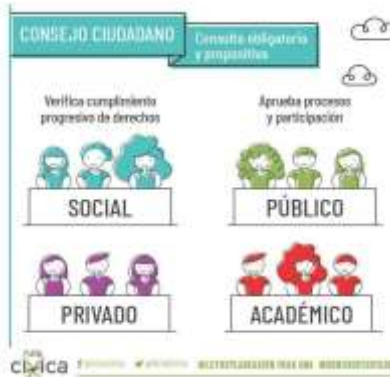 CONSEJO CIUDADANO
Consulta obligatoria
y propositiva
Verifica cumplimiento
progresivo de derechos
Aprueba procesos
y participación
SOCIAL
PÚBLICO
PRIVADO
ACADÉMICO
cívica